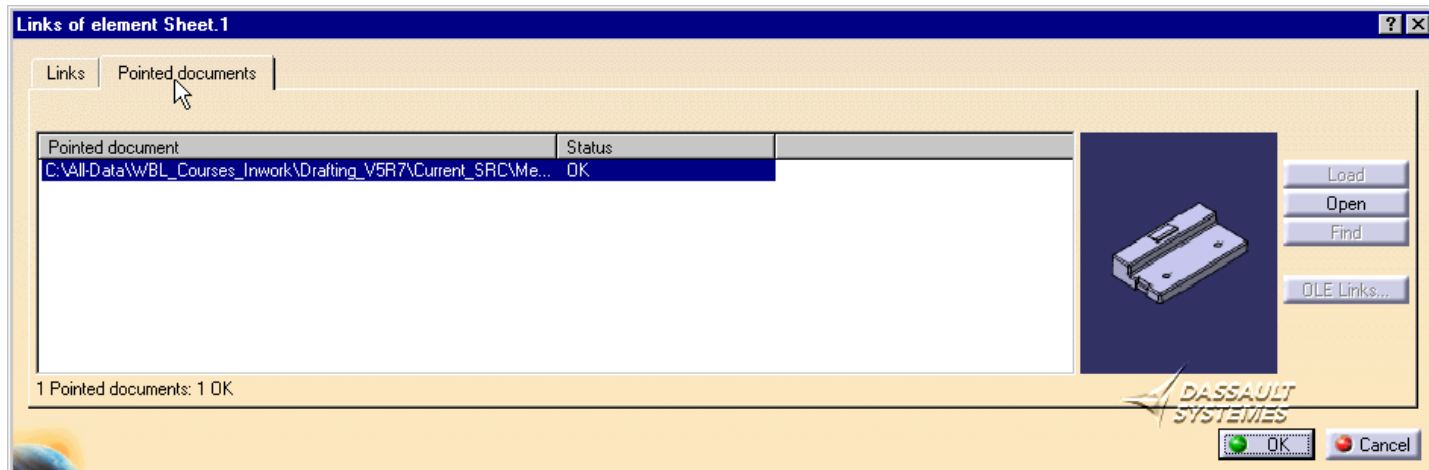 Links of element Sheet.1
Links Pointed documents
Pointed document Status
C:\All-Data\WBL_Courses_Inwork\Drafting_V5R7\Current_SRC\Me... OK
Load
Open
Find
OLE Links...
1 Pointed documents: 1 OK
DASSAULT
SYSTEMES
OK Cancel